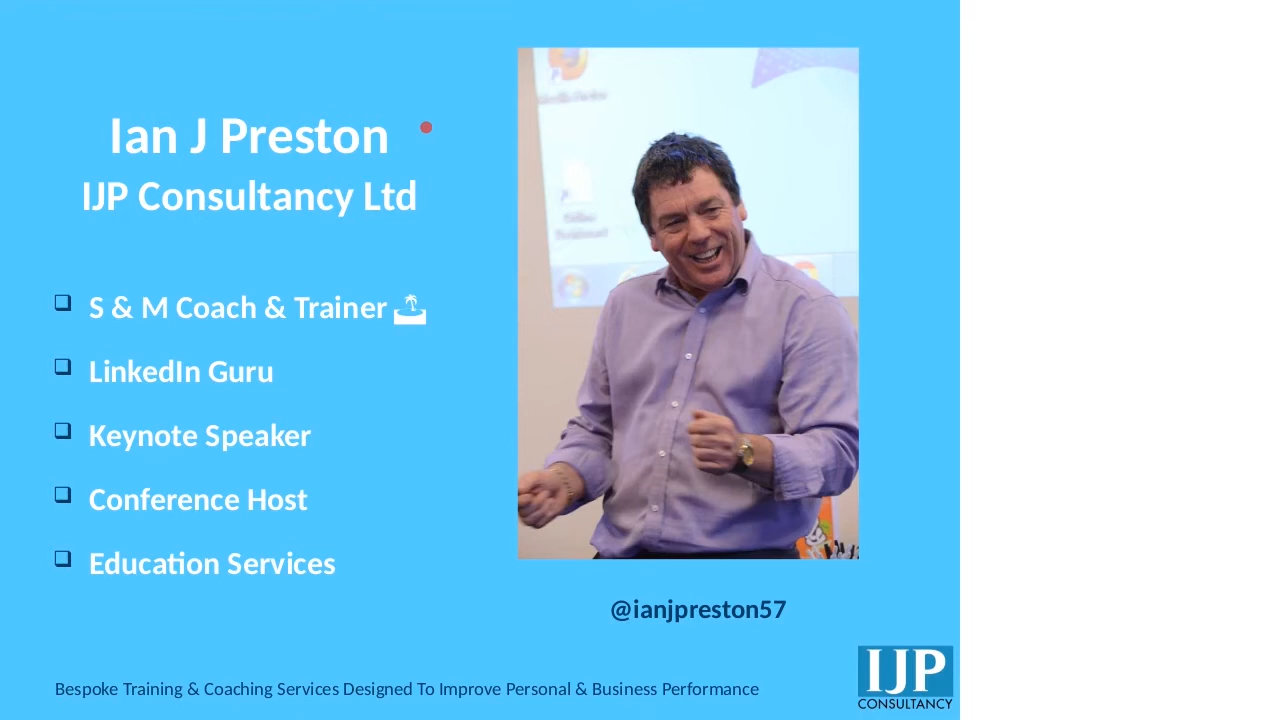 Ian J Preston
IJP Consultancy Ltd
S & M Coach & Trainer
LinkedIn Guru
Keynote Speaker
Conference Host
Education Services
@ianjpreston57
Bespoke Training & Coaching Services Designed To Improve Personal & Business Performance
IJP
CONSULTANCY